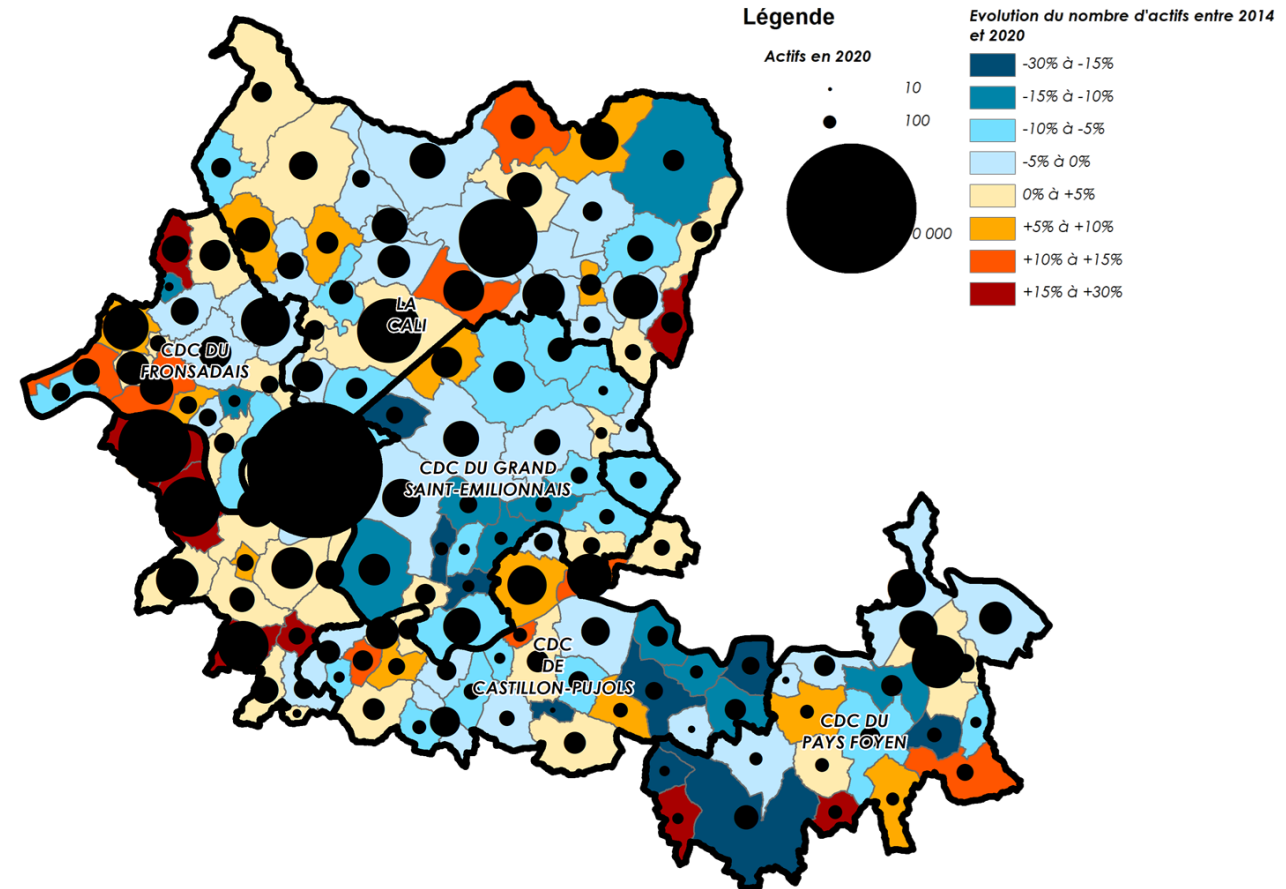 Légende
Actifs en 2020
10
100
0 000
Evolution du nombre d'actifs entre 2014
et 2020
-30% à -15%
-15% à -10%
-10% à -5%
-5% à 0%
0% à +5%
+5% à +10%
+10% à +15%
+15% à +30%
LA
CALI
CDC DU
FRONSADAIS
CDC DU GRAND
SAINT-EMILIONNAIS
CDC
DE
CASTILLON-PUJOLS
CDC DU
PAYS FOYEN